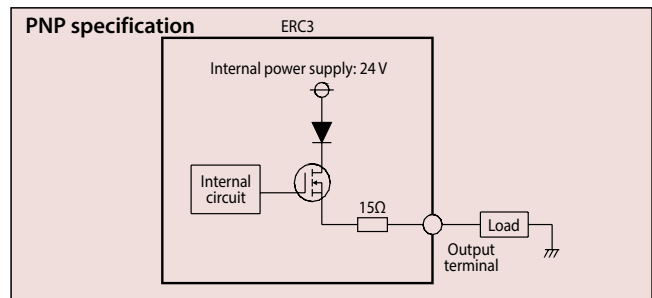 PNP specification
ERC3
Internal power supply: 24 V
Internal
circuit
15Ω
Load
Output
terminal